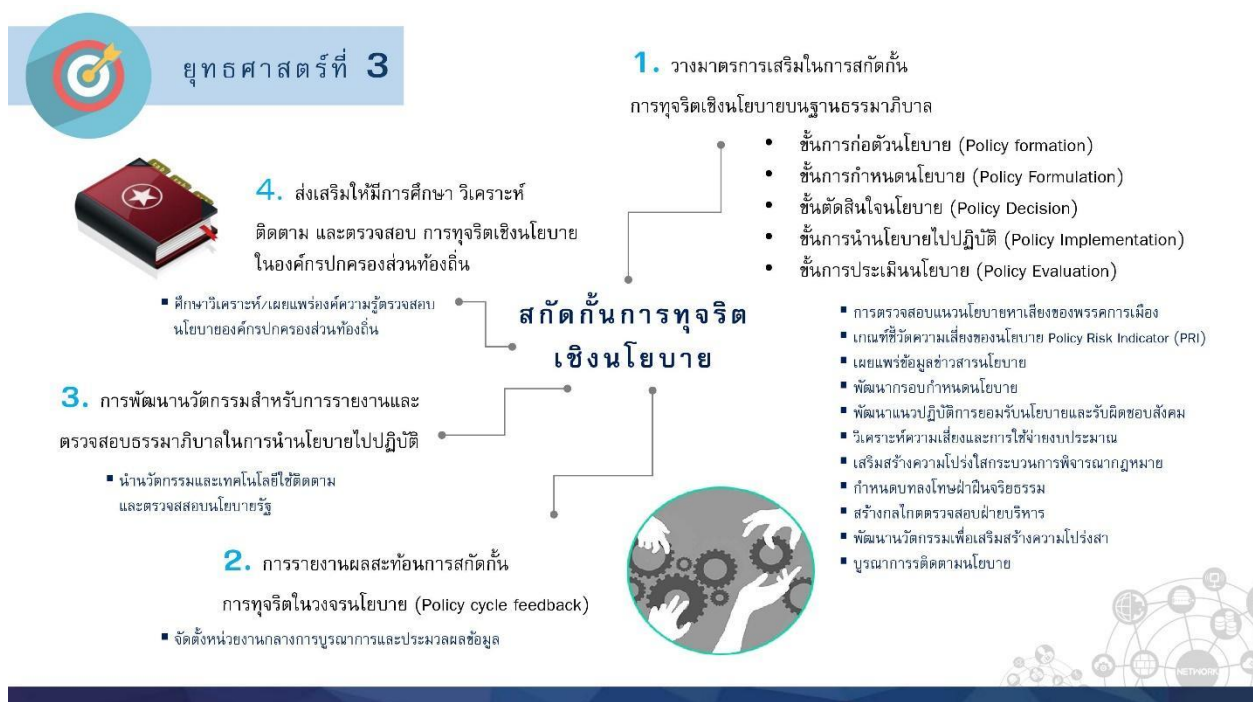 ยุทธศาสตร์ที่ 3
1. วางมาตรการเสริมในการสกัดกั้น
การทุจริตเชิงนโยบายบนฐานธรรมาภิบาล
• ขั้นการก่อตัวนโยบาย (Policy formation)
• ขั้นการกำหนดนโยบาย (Policy Formulation)
• ขั้นตัดสินใจนโยบาย (Policy Decision)
• ขั้นการนำนโยบายไปปฏิบัติ (Policy Implementation)
• ขั้นการประเมินนโยบาย (Policy Evaluation)
▪ การตรวจสอบแนวนโยบายหาเสียงของพรรคการเมือง
▪ เกณฑ์ชี้วัดความเสี่ยงของนโยบาย Policy Risk Indicator (PRI)
▪ เผยแพร่ข้อมูลข่าวสารนโยบาย
▪ พัฒนากรอบกำหนดนโยบาย
▪ พัฒนาแนวปฏิบัติการยอมรับนโยบายและรับผิดชอบสังคม
▪ วิเคราะห์ความเสี่ยงและการใช้จ่ายงบประมาณ
▪ เสริมสร้างความโปร่งใสกระบวนการพิจารณากฎหมาย
▪ กำหนดบทลงโทษฝ่าฝืนจริยธรรม
▪ สร้างกลไกตตรวจสอบฝ่ายบริหาร
▪ พัฒนานวัตกรรมเพื่อเสริมสร้างความโปร่งสา
▪ บูรณาการรติดตามนโยบาย
สกัดกั้นการทุจริต
เชิงนโยบาย
4. ส่งเสริมให้มีการศึกษา วิเคราะห์
ติดตาม และตรวจสอบ การทุจริตเชิงนโยบาย
ในองค์กรปกครองส่วนท้องถิ่น
▪ ศึกษาวิเคราะห์/เผยแพร่องค์ความรู้ตรวจสอบ
นโยบายองค์กรปกครองส่วนท้องถิ่น
3. การพัฒนานวัตกรรมสำหรับการรายงานและ
ตรวจสอบธรรมาภิบาลในการนำนโยบายไปปฏิบัติ
▪ นำนวัตกรรมและเทคโนโลยีใช้ติดตาม
และตรวจสสอบนโยบายรัฐ
2. การรายงานผลสะท้อนการสกัดกั้น
การทุจริตในวงจรนโยบาย (Policy cycle feedback)
▪ จัดตั้งหน่วยงานกลางการบูรณาการและประมวลผลข้อมูล
NETWORK